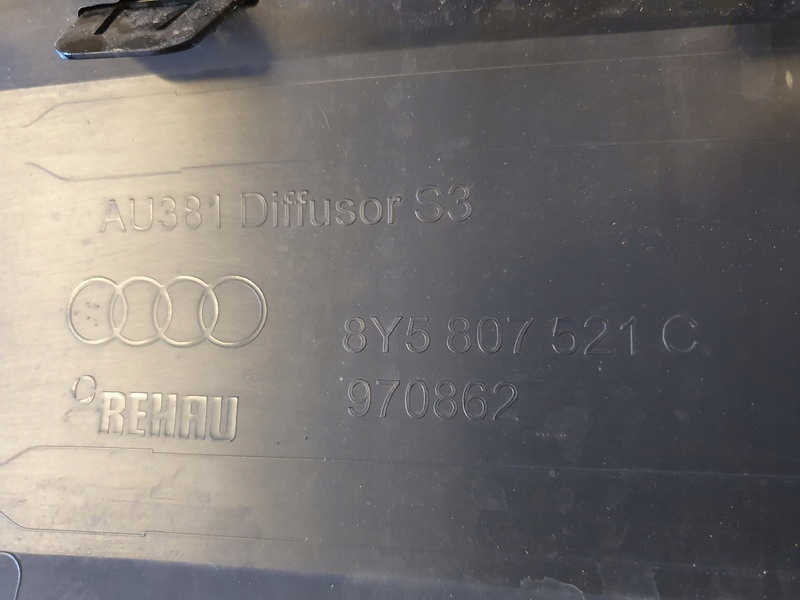 AU381 Diffusor S3
8Y5 807 521 C
REHAU
970862